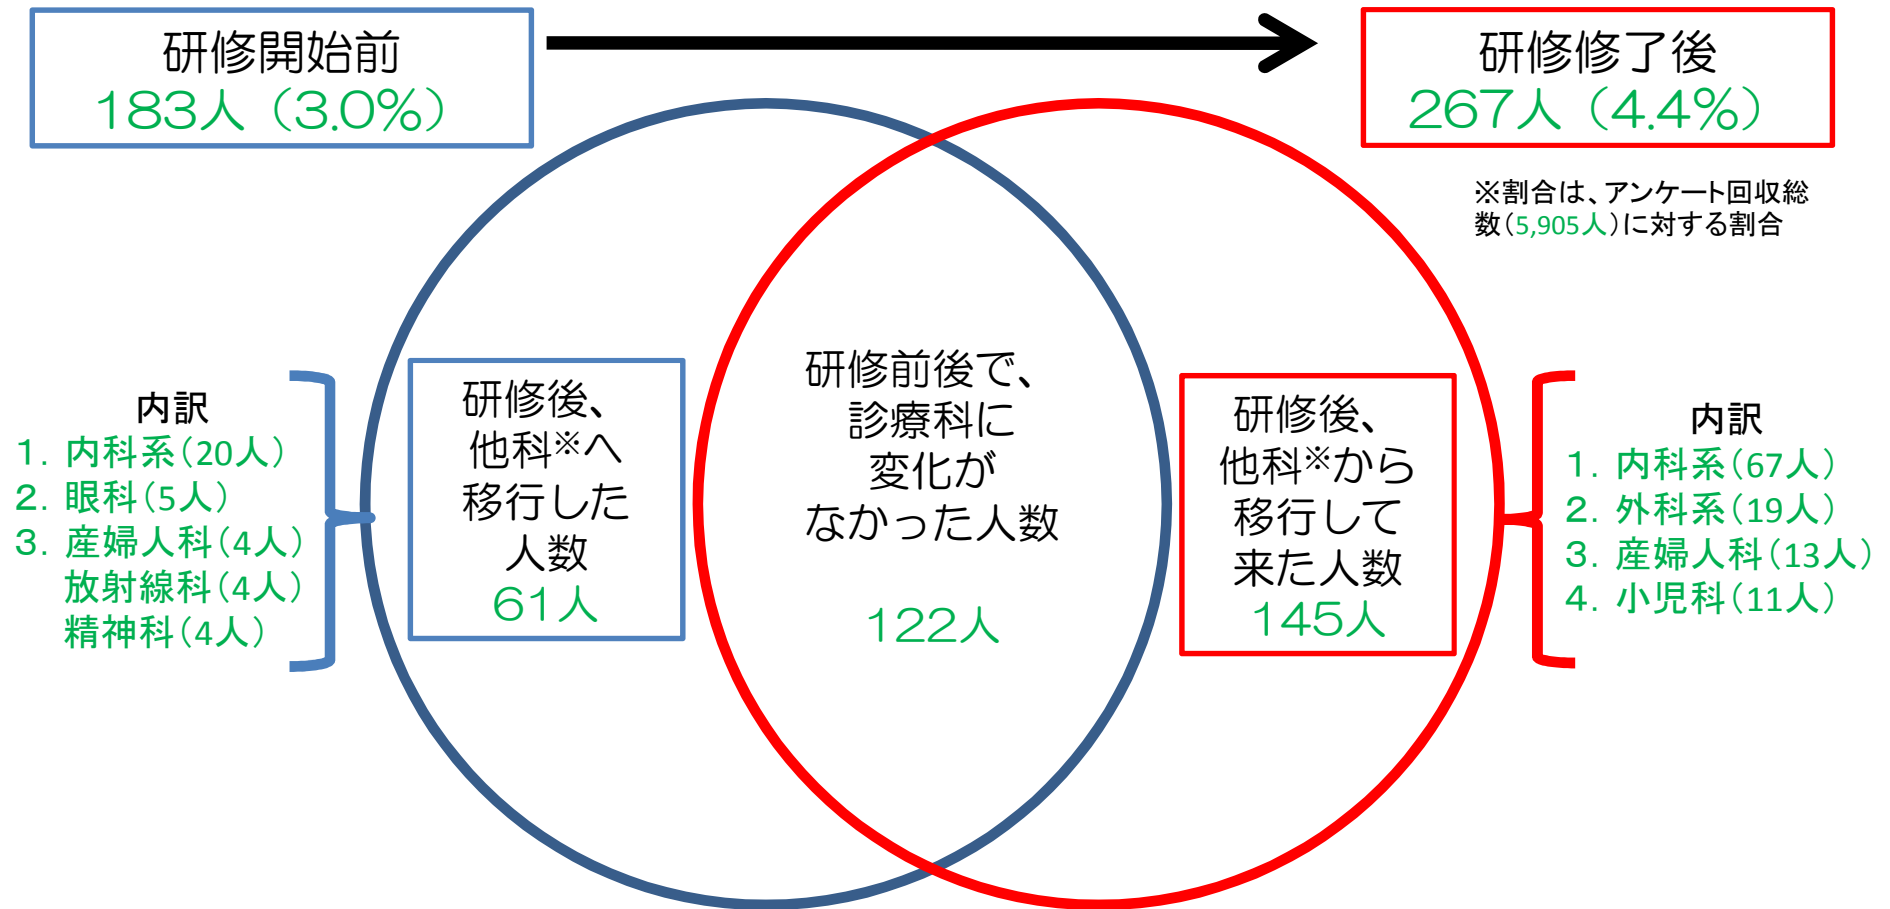 研修開始前
183人（3.0%）
研修修了後
267人（4.4%）
※割合は、アンケート回収総
数（5,905人）に対する割合
内訳
1．内科系（20人）
2．眼科（5人）
3．産婦人科（4人）
放射線科（4人）
精神科（4人）
研修後、
他科※へ
移行した
人数
61人
研修前後で、
診療科に
変化が
なかった人数
122人
研修後、
他科※から
移行して
来た人数
145人
内訳
1．内科系（67人）
2．外科系（19人）
3．産婦人科（13人）
4．小児科（11人）